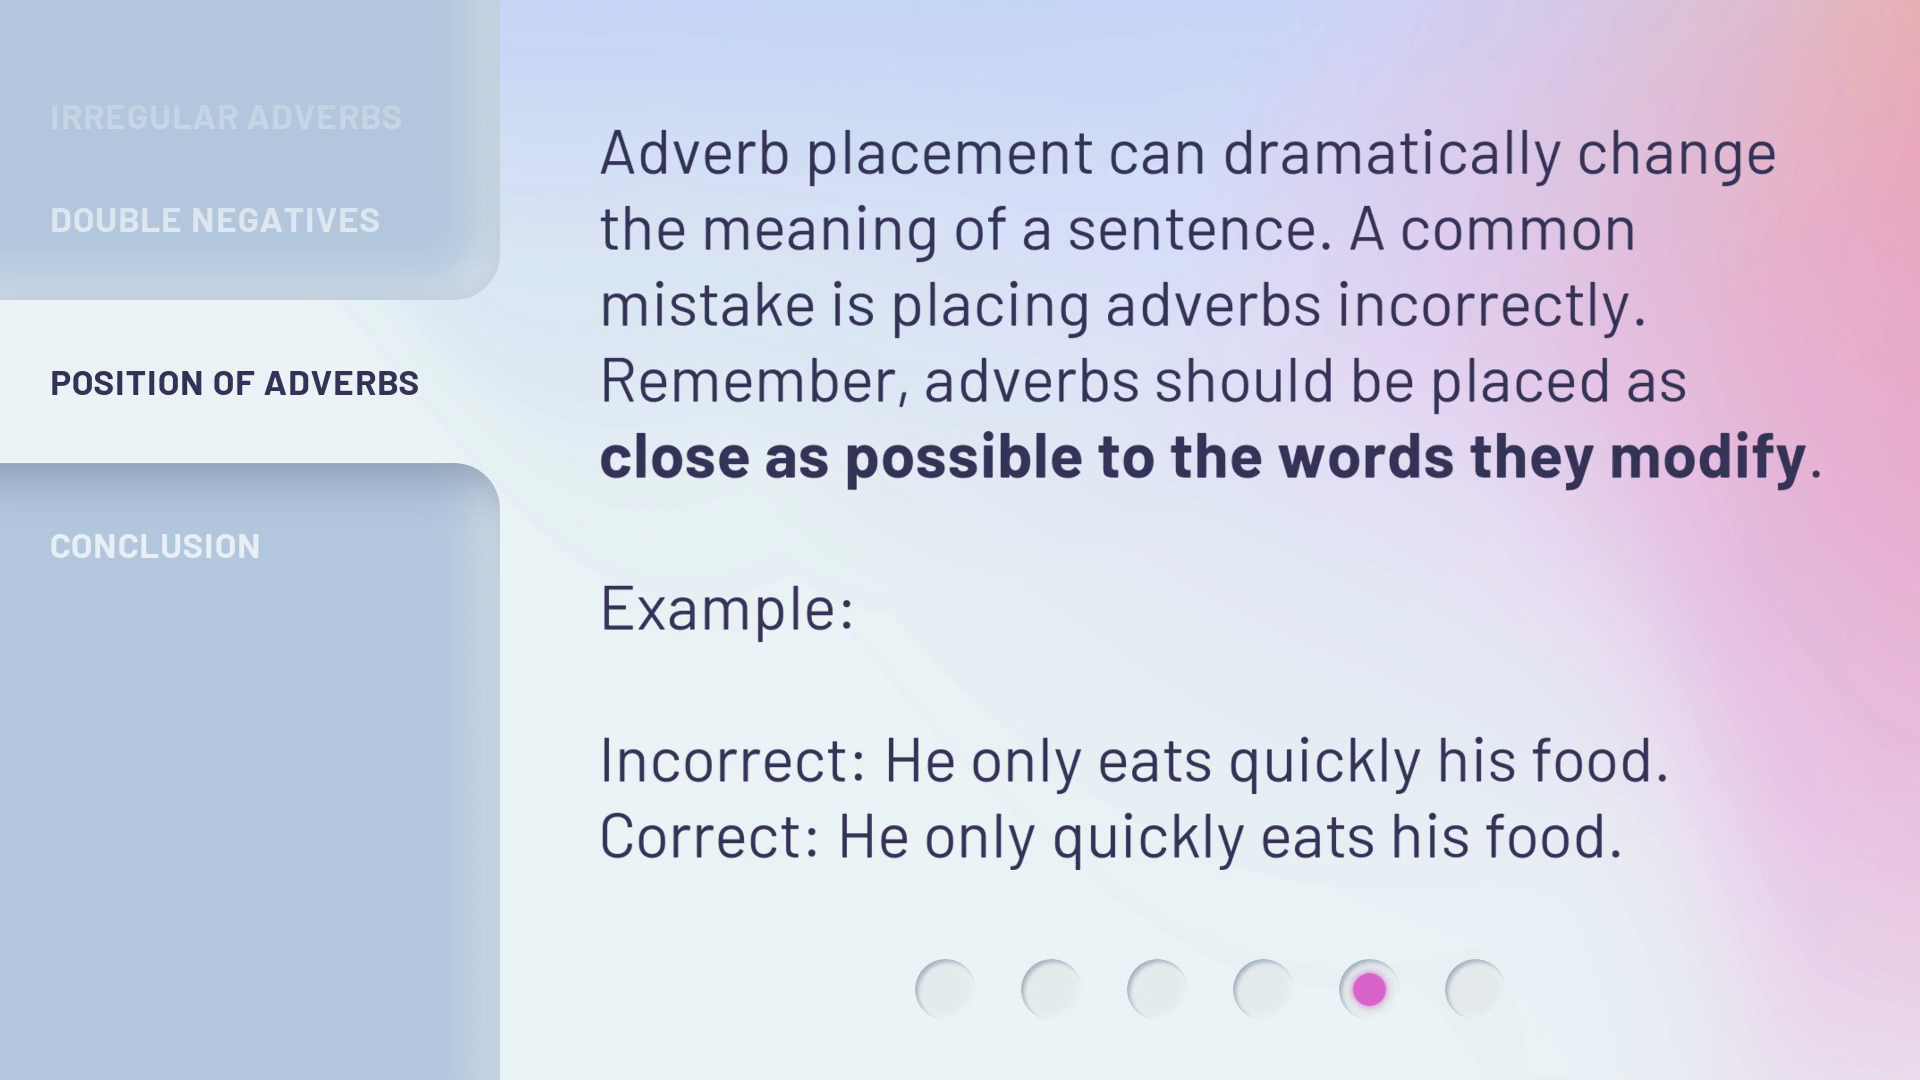 IRREGULAR ADVERBS
DOUBLE NEGATIVES
POSITION OF ADVERBS
CONCLUSION
Adverb placement can dramatically change
the meaning of a sentence. A common
mistake is placing adverbs incorrectly.
Remember, adverbs should be placed as
close as possible to the words they modify.
Example:
Incorrect: He only eats quickly his food.
Correct: He only quickly eats his food.